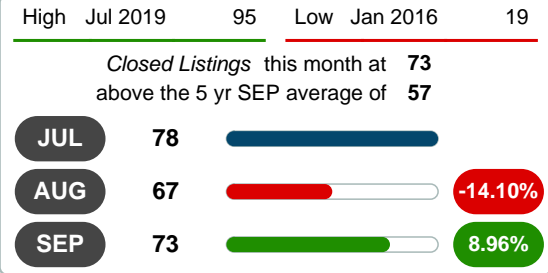 High Jul 2019 95 Low Jan 2016 19
Closed Listings this month at 73
above the 5 yr SEP average of 57
JUL 78
AUG 67 -14.10%
SEP 73 8.96%